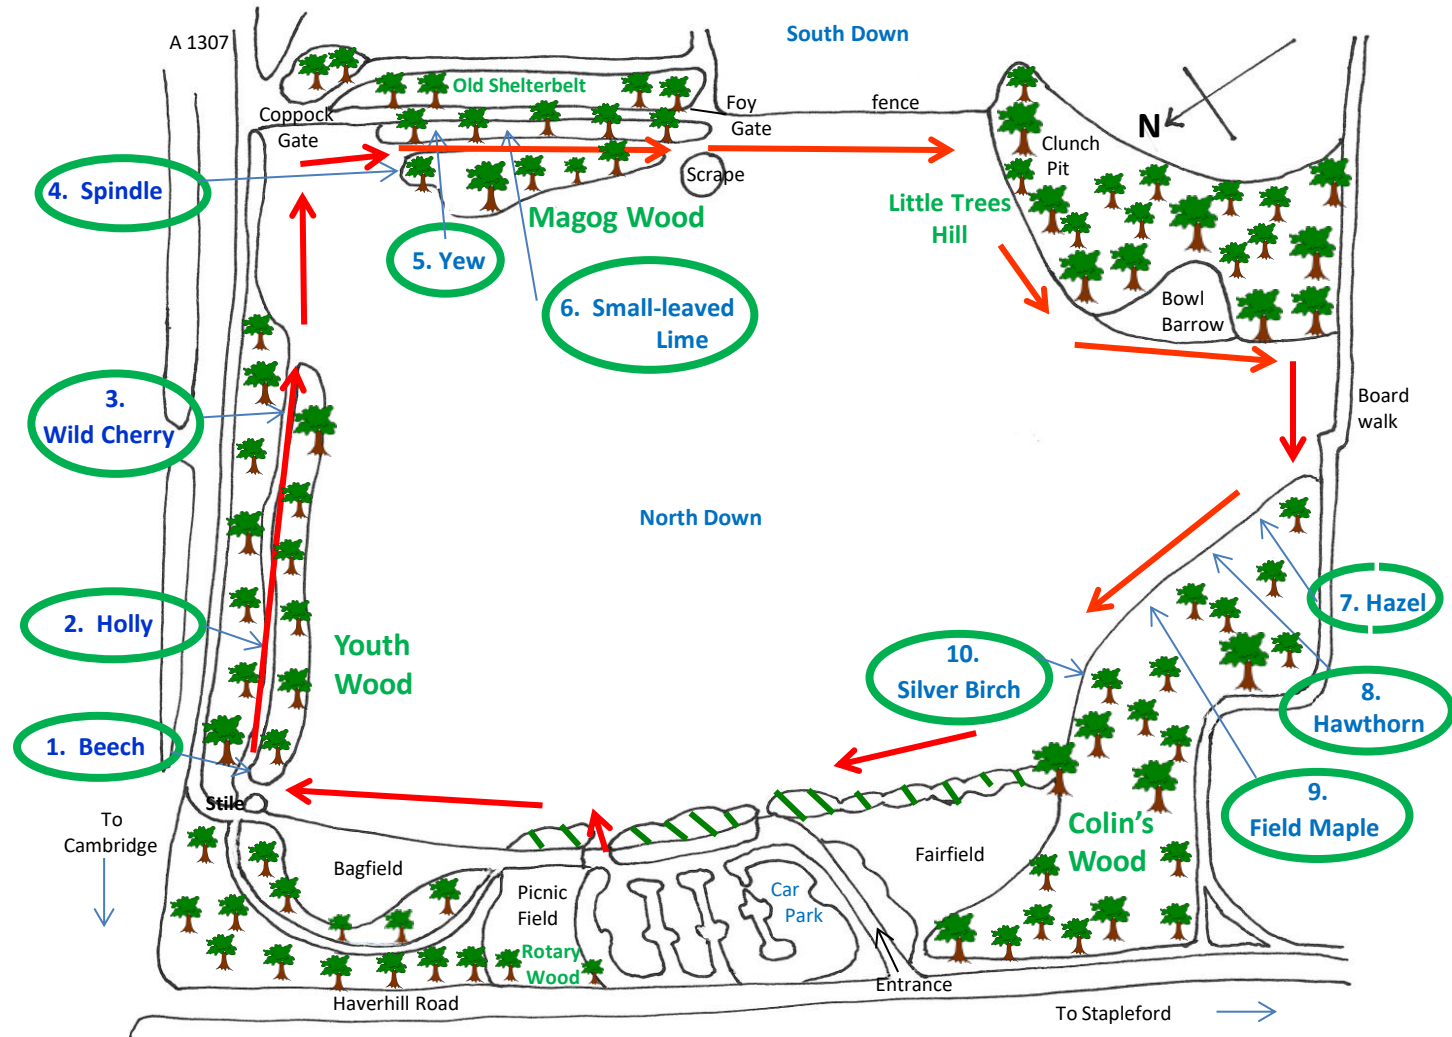 South Down
A 1307
Old Shelterbelt
Coppock
Gate
Foy
Gate
fence
N
Clunch
Pit
Scrape
4. Spindle
Magog Wood
Little Trees
Hill
5. Yew
6. Small-leaved
Lime
Bowl
Barrow
3.
Wild Cherry
Board
walk
North Down
2. Holly
7. Hazel
Youth
Wood
10.
Silver Birch
8.
Hawthorn
1. Beech
Stile
9.
Field Maple
To
Cambridge
Colin's
Wood
Bagfield
Fairfield
Picnic
Field
Car
Park
Rotary
Wood
Entrance
Haverhill Road
To Stapleford